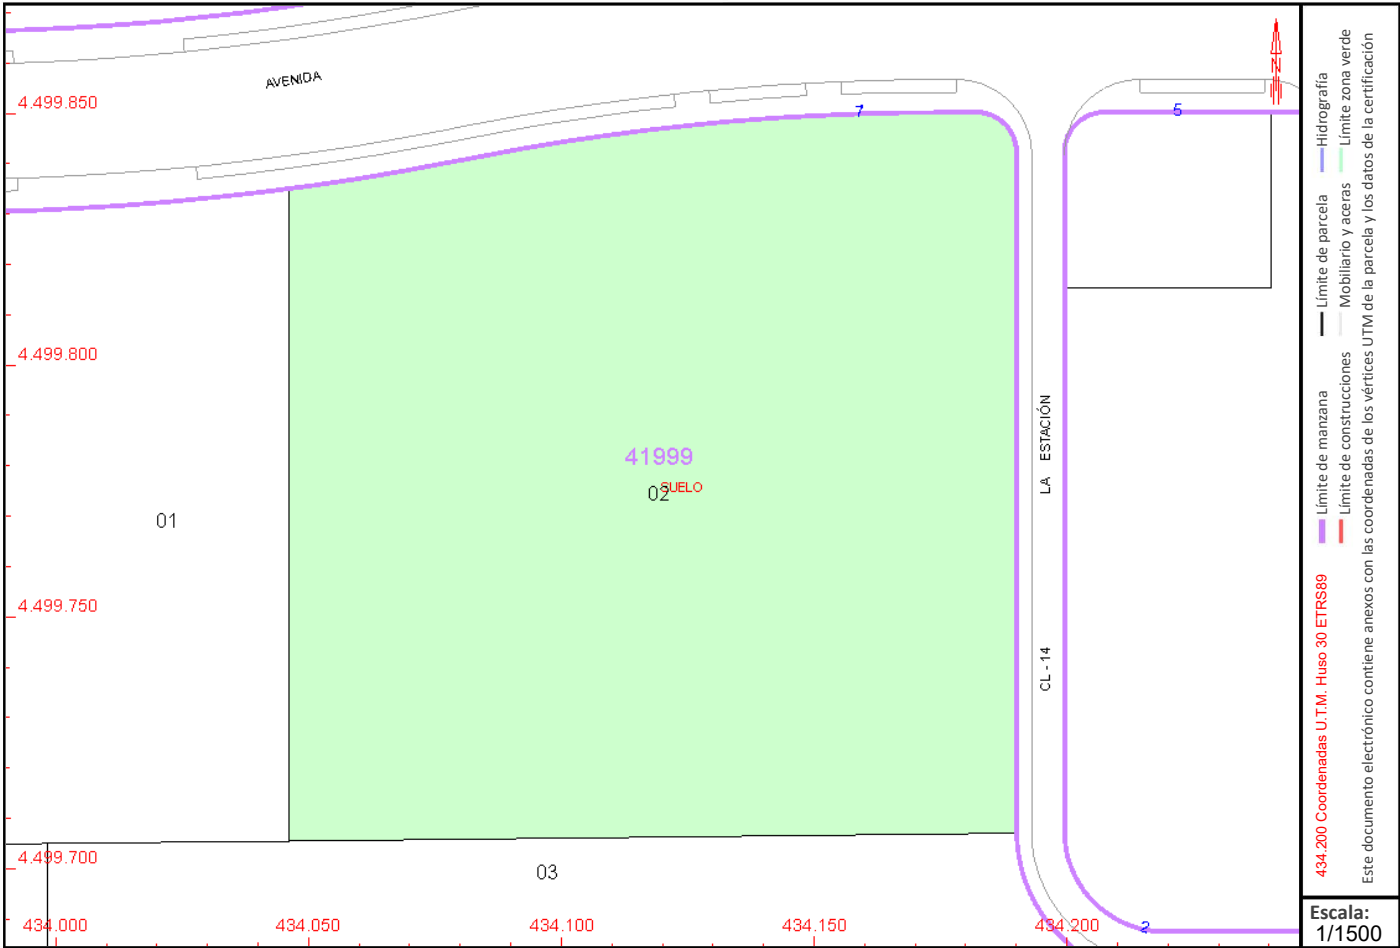 AVENIDA
4.499.850
7
5
4.499.800
41999
02
SUELO
01
4.499.750
CL - 14 LA ESTACIÓN
4.499.700
03
434.000
434.050
434.100
434.150
434.200
2
N
434.200 Coordenadas U.T.M. Huso 30 ETRS89
Límite de manzana
Límite de parcela
Hidrografía
Límite de construcciones
Mobiliario y aceras
Límite zona verde
Este documento electrónico contiene anexos con las coordenadas de los vértices UTM de la parcela y los datos de la certificación
Escala:
1/1500